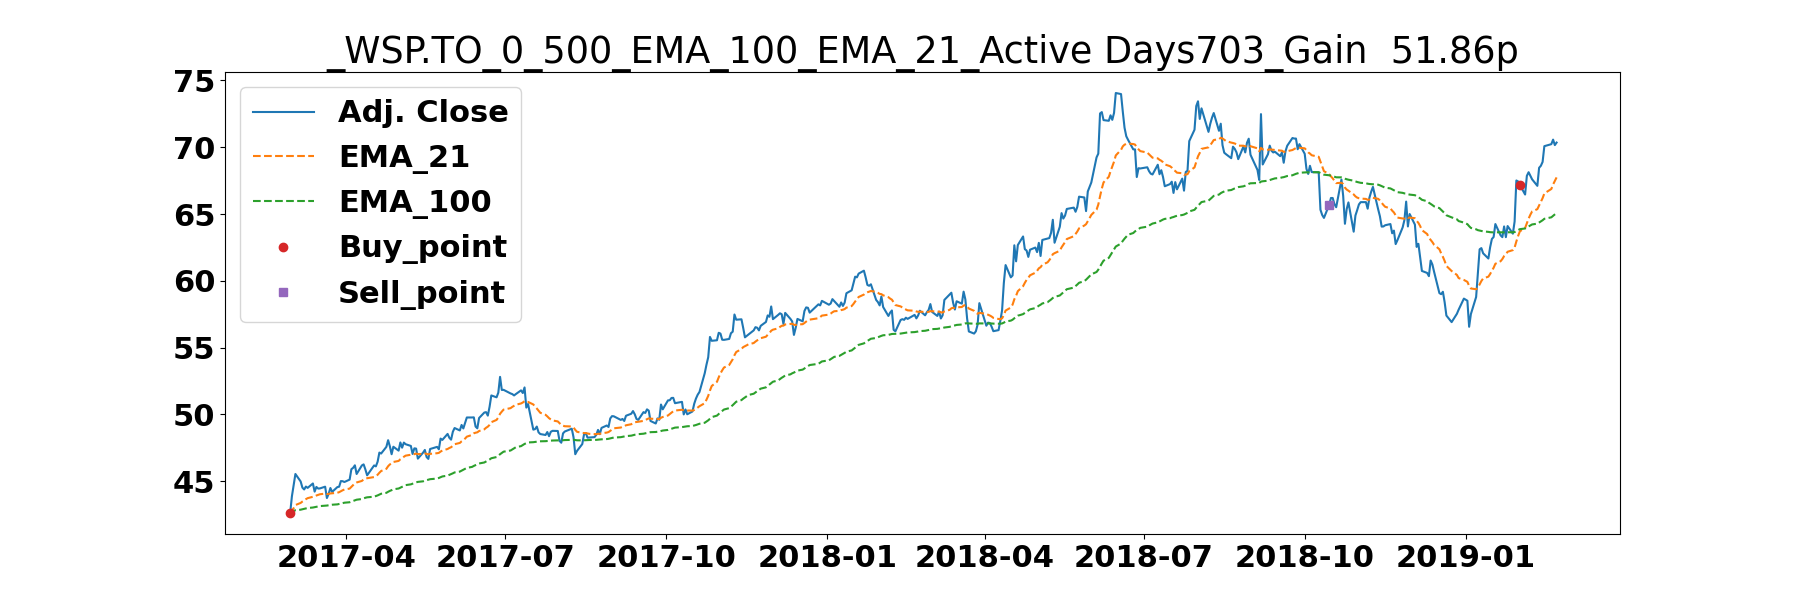 _WSP.TO_0_500_EMA_100_EMA_21_Active Days703_Gain  51.86p
75
70
65
60
55
50
45
Adj. Close
EMA_21
EMA_100
Buy_point
Sell_point
2017-04 2017-07 2017-10 2018-01 2018-04 2018-07 2018-10 2019-01